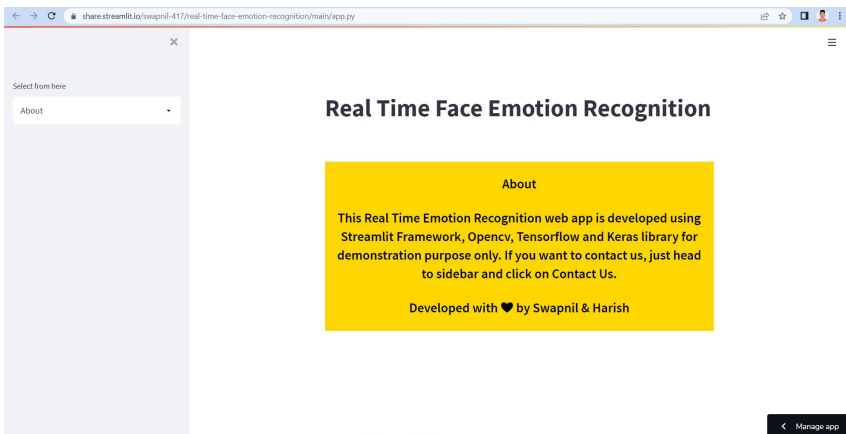 share.streamlit.io/swapnil-417/real-time-face-emotion-recognition/main/app.py
Select from here
About
Real Time Face Emotion Recognition
About
This Real Time Emotion Recognition web app is developed using
Streamlit Framework, Opencv, Tensorflow and Keras library for
demonstration purpose only. If you want to contact us, just head
to sidebar and click on Contact Us.
Developed with ❤ by Swapnil & Harish
Manage app